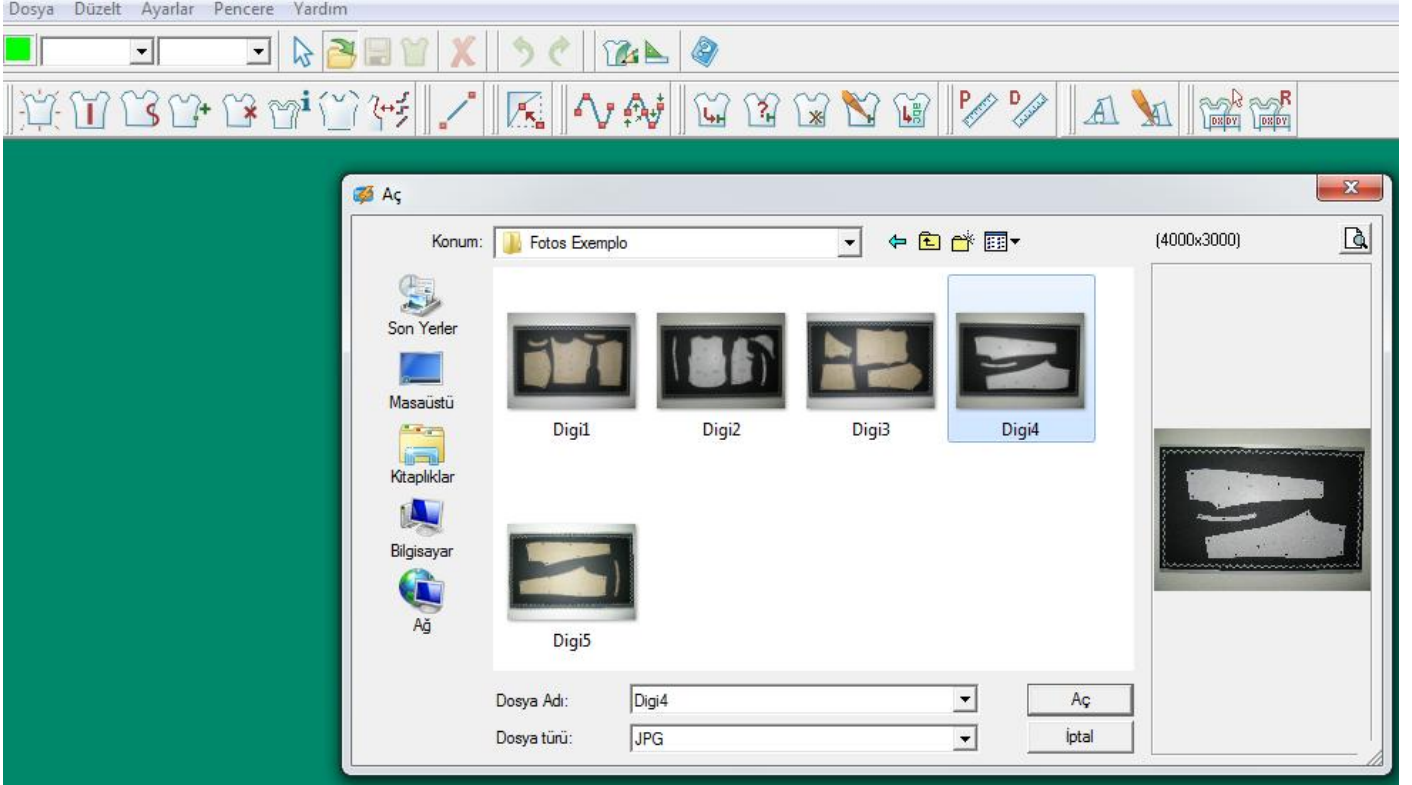 Dosya Düzelt Ayarlar Pencere Yardım
Aç
Konum: Fotos Exemplo (4000x3000)
Son Yerler
Masaüstü
Kitaplıklar
Bilgisayar
Ağ
Digi1 Digi2 Digi3 Digi4
Digi5
Dosya Adı: Digi4 Aç
Dosya türü: JPG İptal